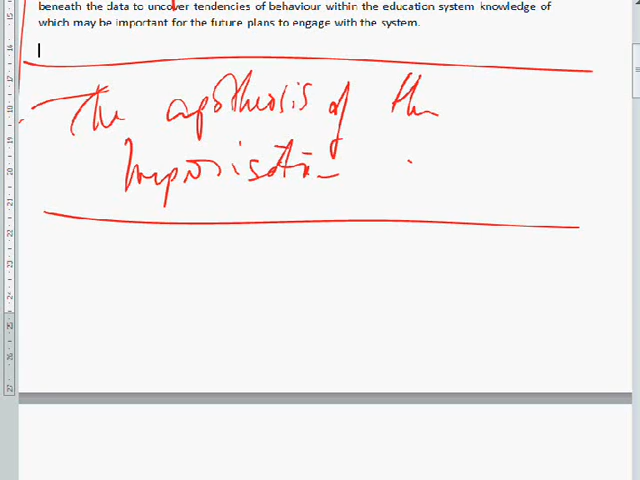 beneath the data to uncover tendencies of behaviour within the education system knowledge of
which may be important for the future plans to engage with the system.
The apotheosis of the